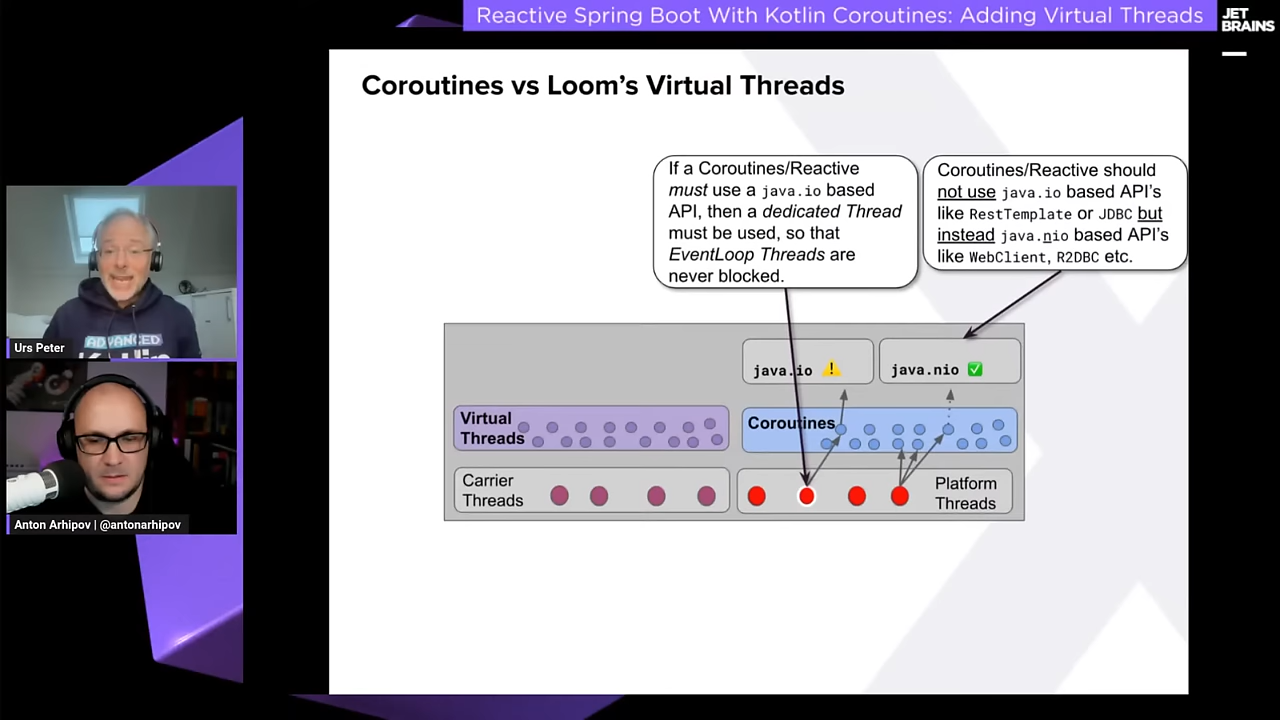 Reactive Spring Boot With Kotlin Coroutines: Adding Virtual Threads
JET
BRAINS
Coroutines vs Loom's Virtual Threads
If a Coroutines/Reactive
must use a java.io based
API, then a dedicated Thread
must be used, so that
EventLoop Threads are
never blocked.
Coroutines/Reactive should
not use java.io based API's
like RestTemplate or JDBC but
instead java.nio based API's
like WebClient, R2DBC etc.
java.io
java.nio
Virtual
Threads
Coroutines
Carrier
Threads
Platform
Threads
ADVANCED
Urs Peter
Anton Arhipov | @antonarhipov